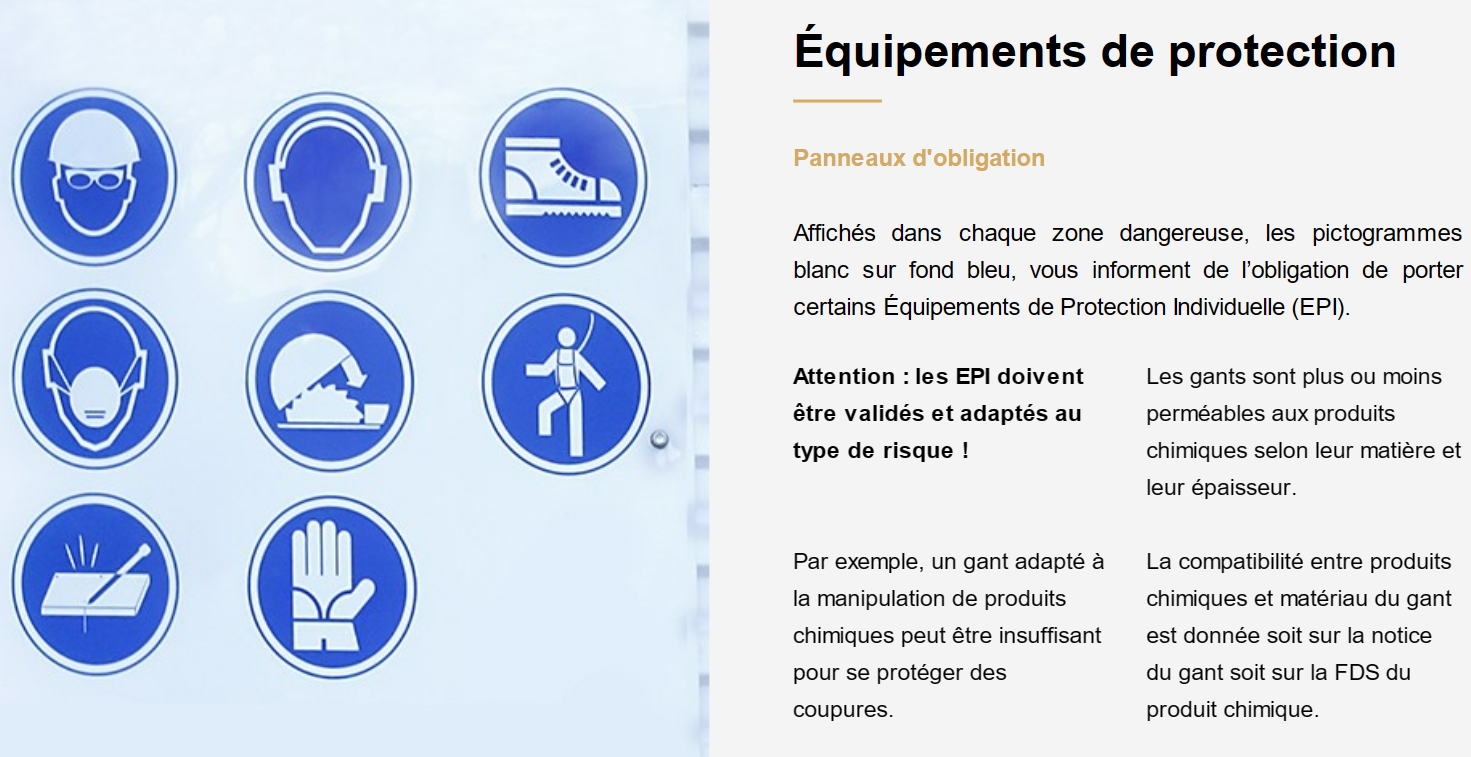 Équipements de protection
Panneaux d'obligation
Affichés dans chaque zone dangereuse, les pictogrammes
blanc sur fond bleu, vous informent de l’obligation de porter
certains Équipements de Protection Individuelle (EPI).
Attention : les EPI doivent
être validés et adaptés au
type de risque !
Les gants sont plus ou moins
perméables aux produits
chimiques selon leur matière et
leur épaisseur.
Par exemple, un gant adapté à
la manipulation de produits
chimiques peut être insuffisant
pour se protéger des
coupures.
La compatibilité entre produits
chimiques et matériau du gant
est donnée soit sur la notice
du gant soit sur la FDS du
produit chimique.